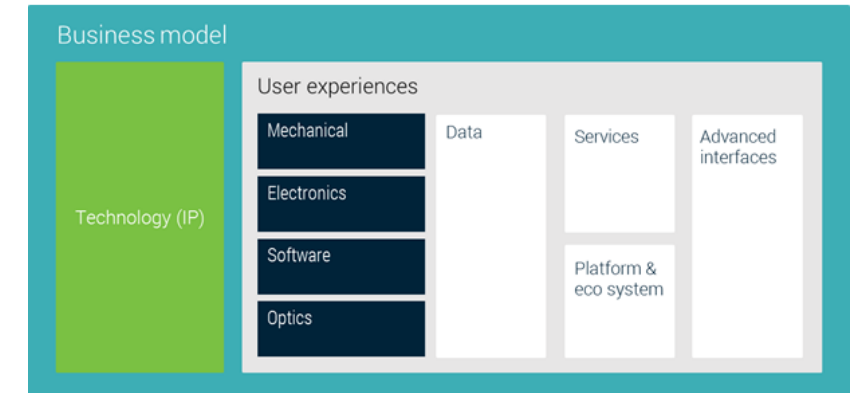 Business model
Technology (IP)
User experiences
Mechanical
Electronics
Software
Optics
Data
Services
Platform &
eco system
Advanced
interfaces